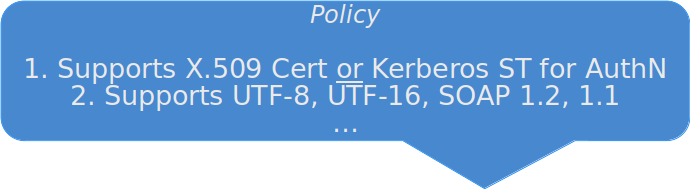 Policy
1. Supports X.509 Cert or Kerberos ST for AuthN
2. Supports UTF-8, UTF-16, SOAP 1.2, 1.1
...